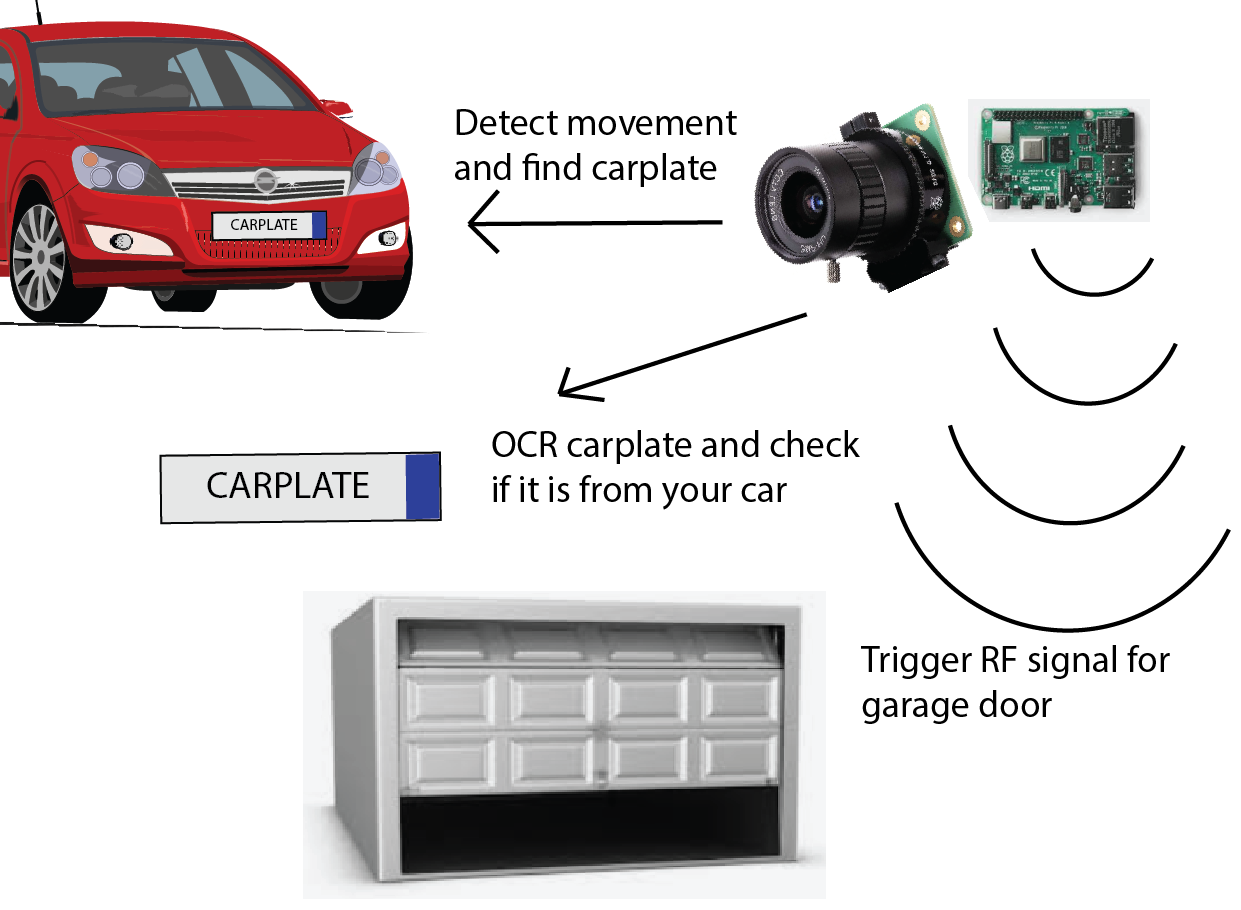 CARPLATE
Detect movement
and find carplate
OCR carplate and check
if it is from your car
CARPLATE
Trigger RF signal for
garage door